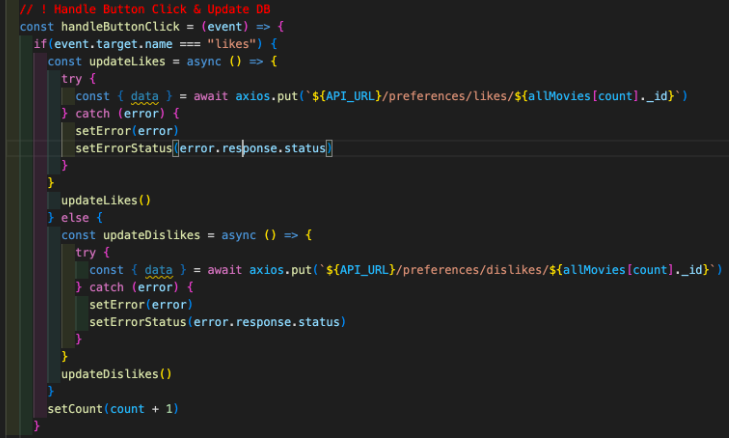 // ! Handle Button Click & Update DB
const handleButtonClick = (event) => {
if(event.target.name === "likes") {
const updateLikes = async () => {
try {
const { data } = await axios.put(`${API_URL}/preferences/likes/${allMovies[count]._id}`)
} catch (error) {
setError(error)
setErrorStatus(error.response.status)
}
}
updateLikes()
} else {
const updateDislikes = async () => {
try {
const { data } = await axios.put(`${API_URL}/preferences/dislikes/${allMovies[count]._id}`)
} catch (error) {
setError(error)
setErrorStatus(error.response.status)
}
}
updateDislikes()
}
setCount(count + 1)
}